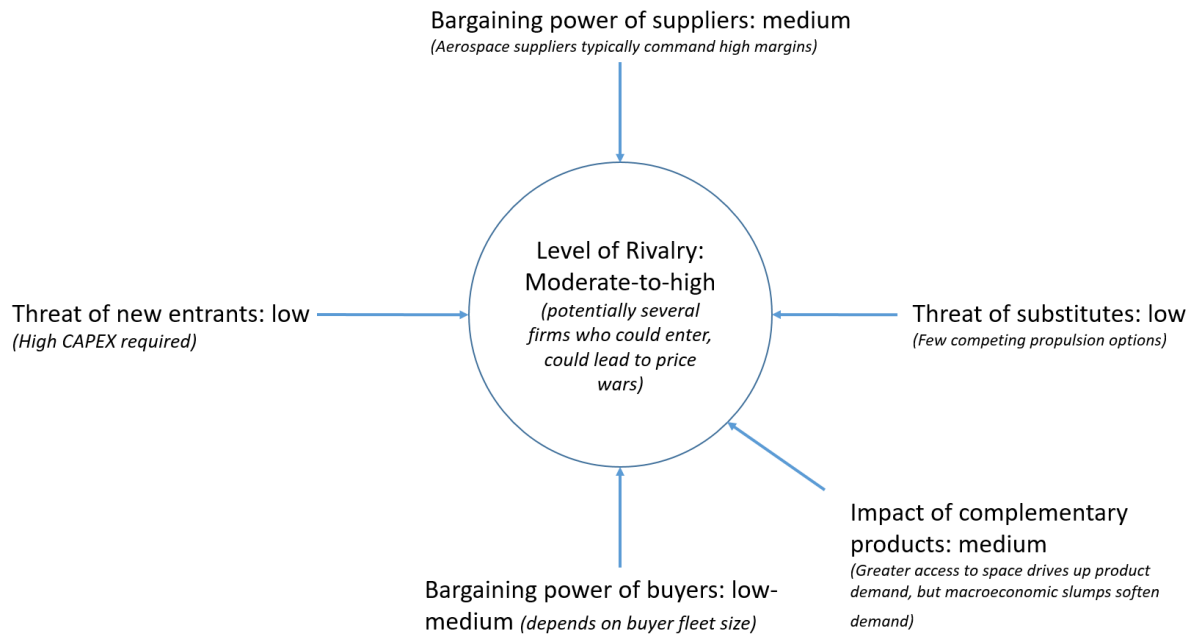 Bargaining power of suppliers: medium
(Aerospace suppliers typically command high margins)
Level of Rivalry:
Moderate-to-high
(potentially several
firms who could enter,
could lead to price
wars)
Threat of new entrants: low
(High CAPEX required)
Threat of substitutes: low
(Few competing propulsion options)
Impact of complementary
products: medium
(Greater access to space drives up product
demand, but macroeconomic slumps soften
demand)
Bargaining power of buyers: low-
medium (depends on buyer fleet size)